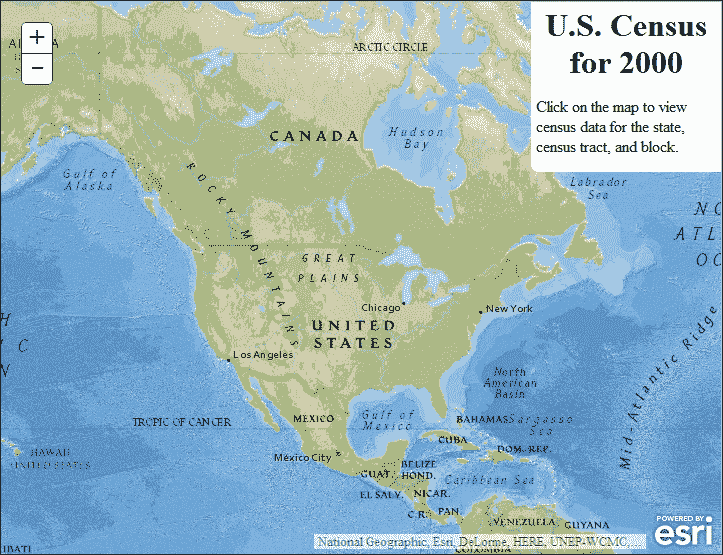 +
−
U.S. Census
for 2000
Click on the map to view
census data for the state,
census tract, and block.
ARCTIC CIRCLE
CANADA
Hudson
Bay
Gulf of
Alaska
Labrador
Sea
ROCKY MOUNTAINS
GREAT
PLAINS
Chicago
New York
UNITED
STATES
Los Angeles
North
American
Basin
Mid-Atlantic Ridge
TROPIC OF CANCER
MEXICO
Gulf of
Mexico
BAHAMAS
Sargasso
Sea
CUBA
DOM. REP.
HAWAII
UNITED STATES
México City
BELIZE
GUAT.
HOND.
Caribbean Sea
EL SALV.
NICAR.
C.R.
PAN.
VENEZUELA
GUYANA
COLOMBIA
POWERED BY
esri
National Geographic, Esri, DeLorme, HERE, UNEP-WCMC,...